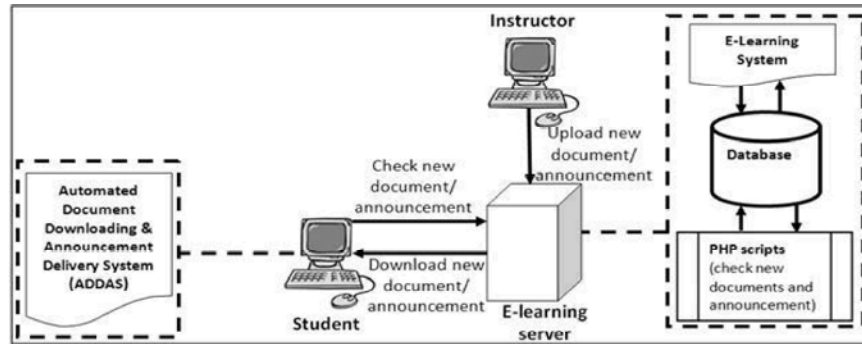 Instructor
Upload new
document/
announcement
Check new
document/
announcement
Download new
document/
announcement
Student
E-learning
server
Automated
Document
Downloading &
Announcement
Delivery System
(ADDAS)
E-Learning
System
Database
PHP scripts
(check new
documents and
announcement)